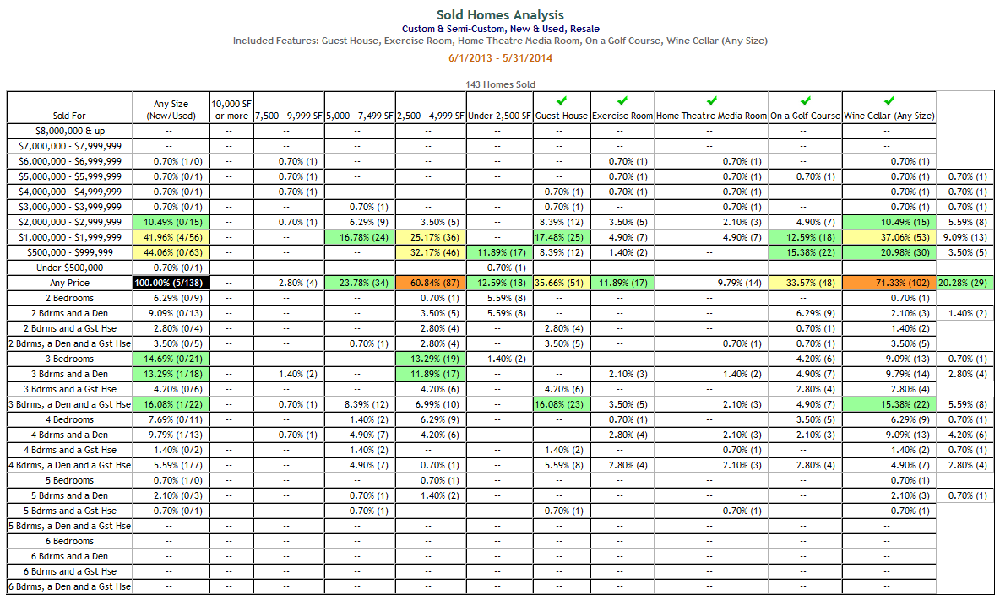 Sold Homes Analysis
Custom & Semi-Custom, New & Used, Resale
Included Features: Guest House, Exercise Room, Home Theatre Media Room, On a Golf Course, Wine Cellar (Any Size)
6/1/2013 - 5/31/2014
143 Homes Sold
Sold For Any Size (New/Used) 10,000 SF or more 7,500 - 9,999 SF 5,000 - 7,499 SF 2,500 - 4,999 SF Under 2,500 SF Guest House Exercise Room Home Theatre Media Room On a Golf Course Wine Cellar (Any Size)
$8,000,000 & up -- -- -- -- -- -- -- -- -- -- --
$7,000,000 - $7,999,999 -- -- -- -- -- -- -- -- -- -- --
$6,000,000 - $6,999,999 0.70% (1/0) -- 0.70% (1) -- -- -- -- 0.70% (1) 0.70% (1) -- 0.70% (1)
$5,000,000 - $5,999,999 0.70% (0/1) -- 0.70% (1) -- -- -- -- 0.70% (1) 0.70% (1) 0.70% (1) 0.70% (1) 0.70% (1)
$4,000,000 - $4,999,999 0.70% (0/1) -- 0.70% (1) -- -- -- 0.70% (1) 0.70% (1) 0.70% (1) -- 0.70% (1) 0.70% (1)
$3,000,000 - $3,999,999 0.70% (0/1) -- -- 0.70% (1) -- -- 0.70% (1) -- 0.70% (1) -- 0.70% (1) 0.70% (1)
$2,000,000 - $2,999,999 10.49% (0/15) -- 0.70% (1) 6.29% (9) 3.50% (5) -- 8.39% (12) 3.50% (5) 2.10% (3) 4.90% (7) 10.49% (15) 5.59% (8)
$1,000,000 - $1,999,999 41.96% (4/56) -- -- 16.78% (24) 25.17% (36) -- 17.48% (25) 4.90% (7) 4.90% (7) 12.59% (18) 37.06% (53) 9.09% (13)
$500,000 - $999,999 44.06% (0/63) -- -- -- 32.17% (46) 11.89% (17) 8.39% (12) 1.40% (2) -- 15.38% (22) 20.98% (30) 3.50% (5)
Under $500,000 0.70% (0/1) -- -- -- -- 0.70% (1) -- -- -- -- --
Any Price 100.00% (5/138) -- 2.80% (4) 23.78% (34) 60.84% (87) 12.59% (18) 35.66% (51) 11.89% (17) 9.79% (14) 33.57% (48) 71.33% (102) 20.28% (29)
2 Bedrooms 6.29% (0/9) -- -- -- 0.70% (1) 5.59% (8) -- -- -- -- 0.70% (1)
2 Bdrms and a Den 9.09% (0/13) -- -- -- 3.50% (5) 5.59% (8) -- -- -- 6.29% (9) 2.10% (3) 1.40% (2)
2 Bdrms and a Gst Hse 2.80% (0/4) -- -- -- 2.80% (4) -- 2.80% (4) -- -- 0.70% (1) 1.40% (2)
2 Bdrms, a Den and a Gst Hse 3.50% (0/5) -- -- 0.70% (1) 2.80% (4) -- 3.50% (5) -- 0.70% (1) 0.70% (1) 3.50% (5)
3 Bedrooms 14.69% (0/21) -- -- -- 13.29% (19) 1.40% (2) -- -- -- 4.20% (6) 9.09% (13) 0.70% (1)
3 Bdrms and a Den 13.29% (1/18) -- 1.40% (2) -- 11.89% (17) -- -- 2.10% (3) 1.40% (2) 4.90% (7) 9.79% (14) 2.80% (4)
3 Bdrms and a Gst Hse 4.20% (0/6) -- -- -- 4.20% (6) -- 4.20% (6) -- -- 2.80% (4) 2.80% (4)
3 Bdrms, a Den and a Gst Hse 16.08% (1/22) -- 0.70% (1) 8.39% (12) 6.99% (10) -- 16.08% (23) 3.50% (5) 2.10% (3) 4.90% (7) 15.38% (22) 5.59% (8)
4 Bedrooms 7.69% (0/11) -- -- 1.40% (2) 6.29% (9) -- -- 0.70% (1) -- 3.50% (5) 6.29% (9) 0.70% (1)
4 Bdrms and a Den 9.79% (1/13) -- 0.70% (1) 4.90% (7) 4.20% (6) -- -- 2.80% (4) 2.10% (3) 2.10% (3) 9.09% (13) 4.20% (6)
4 Bdrms and a Gst Hse 1.40% (0/2) -- -- 1.40% (2) -- -- 1.40% (2) -- 0.70% (1) -- 1.40% (2) 0.70% (1)
4 Bdrms, a Den and a Gst Hse 5.59% (1/7) -- -- 4.90% (7) 0.70% (1) -- 5.59% (8) 2.80% (4) 2.10% (3) 2.80% (4) 4.90% (7) 2.80% (4)
5 Bedrooms 0.70% (1/0) -- -- -- 0.70% (1) -- -- -- -- -- 0.70% (1)
5 Bdrms and a Den 2.10% (0/3) -- -- 0.70% (1) 1.40% (2) -- -- -- -- -- 2.10% (3) 0.70% (1)
5 Bdrms and a Gst Hse 0.70% (0/1) -- -- 0.70% (1) -- -- 0.70% (1) -- 0.70% (1) -- 0.70% (1)
5 Bdrms, a Den and a Gst Hse -- -- -- -- -- -- -- -- -- -- --
6 Bedrooms -- -- -- -- -- -- -- -- -- -- --
6 Bdrms and a Den -- -- -- -- -- -- -- -- -- -- --
6 Bdrms and a Gst Hse -- -- -- -- -- -- -- -- -- -- --
6 Bdrms, a Den and a Gst Hse -- -- -- -- -- -- -- -- -- -- --